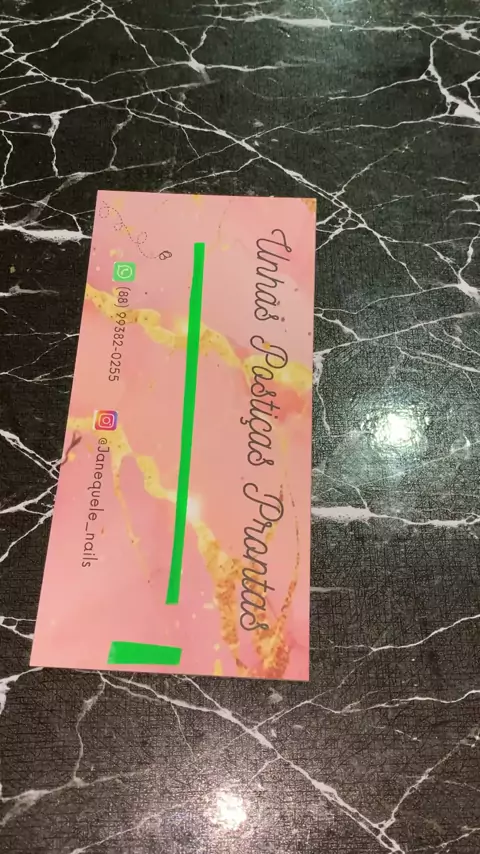 Unhas Postiças Prontas
(88) 99382-0255
@Janequele_nails